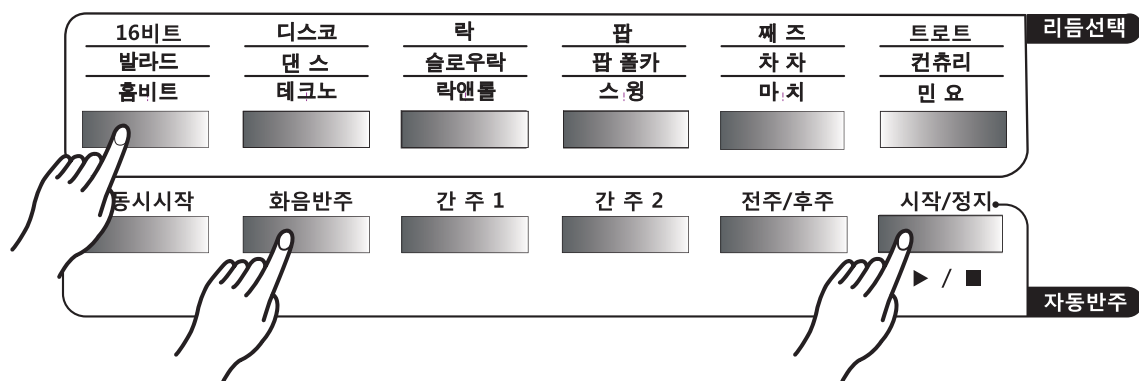 16비트 디스코 락 팝 째 즈 트로트 리듬선택
발라드 댄 스 슬로우락 팝 폴카 차 차 컨츄리
홈비트 테크노 락앤롤 스 윙 마 치 민 요
동시시작 화음반주 간 주 1 간 주 2 전주/후주 시작/정지
▶ / ■
자동반주